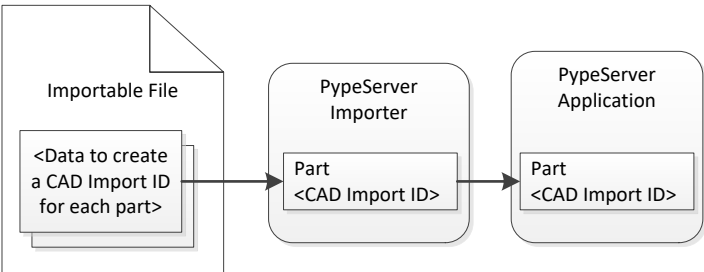 Importable File
<Data to create
a CAD Import ID
for each part>
PypeServer
Importer
Part
<CAD Import ID>
PypeServer
Application
Part
<CAD Import ID>